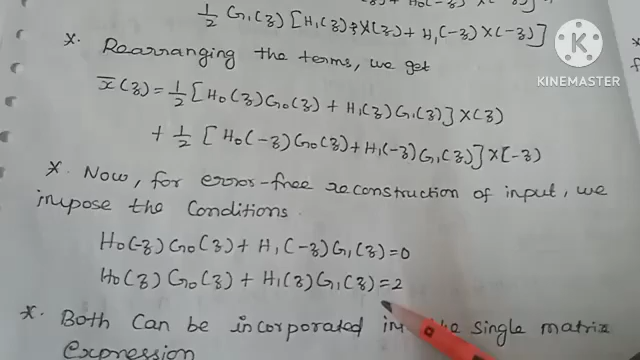 ½ G₁(z) [H₁(z) X(z) + H₁(-z) X(-z)]
*. Rearranging the terms, we get
KINEMASTER
x̄(z) = ½ [H₀(z)G₀(z) + H₁(z)G₁(z)] X(z)
+ ½ [H₀(-z)G₀(z) + H₁(-z)G₁(z)] X(-z)
*. Now, for error-free reconstruction of input, we
impose the Conditions.
H₀(-z)G₀(z) + H₁(-z)G₁(z) = 0
H₀(z) G₀(z) + H₁(z)G₁(z) = 2
*. Both Can be incorporated in single matrix
Expression